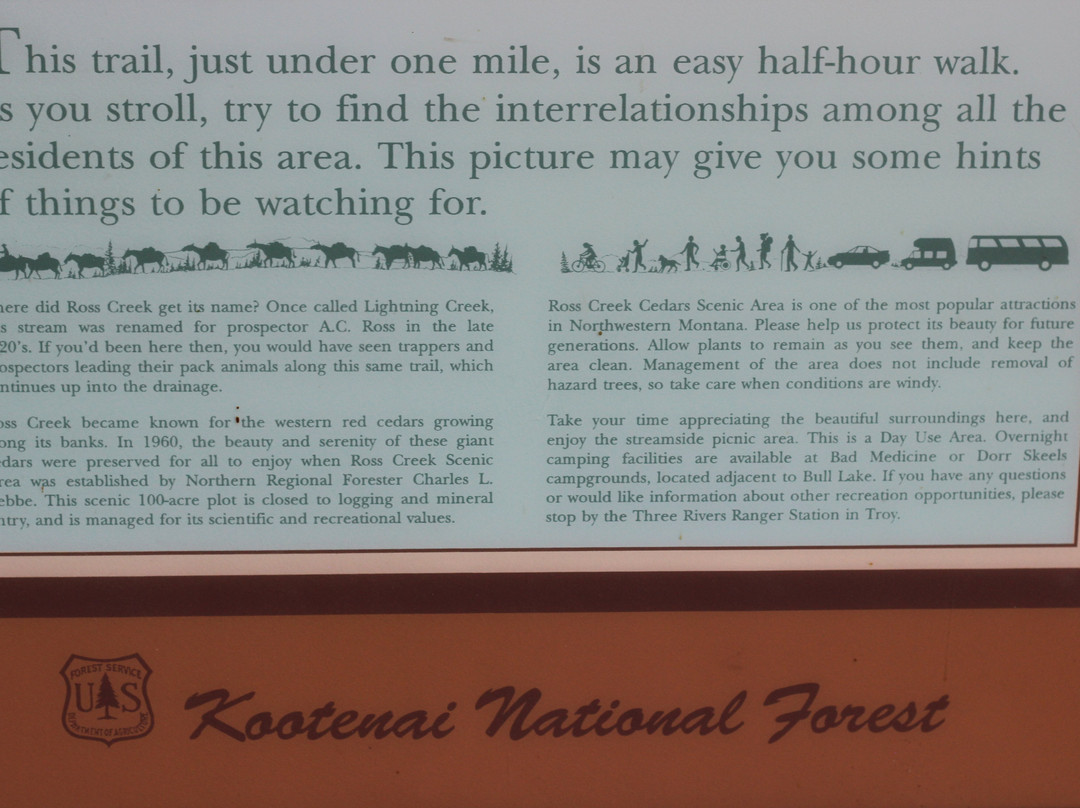 This trail, just under one mile, is an easy half-hour walk.
s you stroll, try to find the interrelationships among all the
esidents of this area. This picture may give you some hints
f things to be watching for.
here did Ross Creek get its name? Once called Lightning Creek,
s stream was renamed for prospector A.C. Ross in the late
20's. If you'd been here then, you would have seen trappers and
ospectors leading their pack animals along this same trail, which
ntinues up into the drainage.
oss Creek became known for the western red cedars growing
ong its banks. In 1960, the beauty and serenity of these giant
edars were preserved for all to enjoy when Ross Creek Scenic
rea was established by Northern Regional Forester Charles L.
ebbe. This scenic 100-acre plot is closed to logging and mineral
ntry, and is managed for its scientific and recreational values.
Ross Creek Cedars Scenic Area is one of the most popular attractions
in Northwestern Montana. Please help us protect its beauty for future
generations. Allow plants to remain as you see them, and keep the
area clean. Management of the area does not include removal of
hazard trees, so take care when conditions are windy.
Take your time appreciating the beautiful surroundings here, and
enjoy the streamside picnic area. This is a Day Use Area. Overnight
camping facilities are available at Bad Medicine or Dorr Skeels
campgrounds, located adjacent to Bull Lake. If you have any questions
or would like information about other recreation opportunities, please
stop by the Three Rivers Ranger Station in Troy.
FOREST SERVICE
US
DEPARTMENT OF AGRICULTURE
Kootenai National Forest